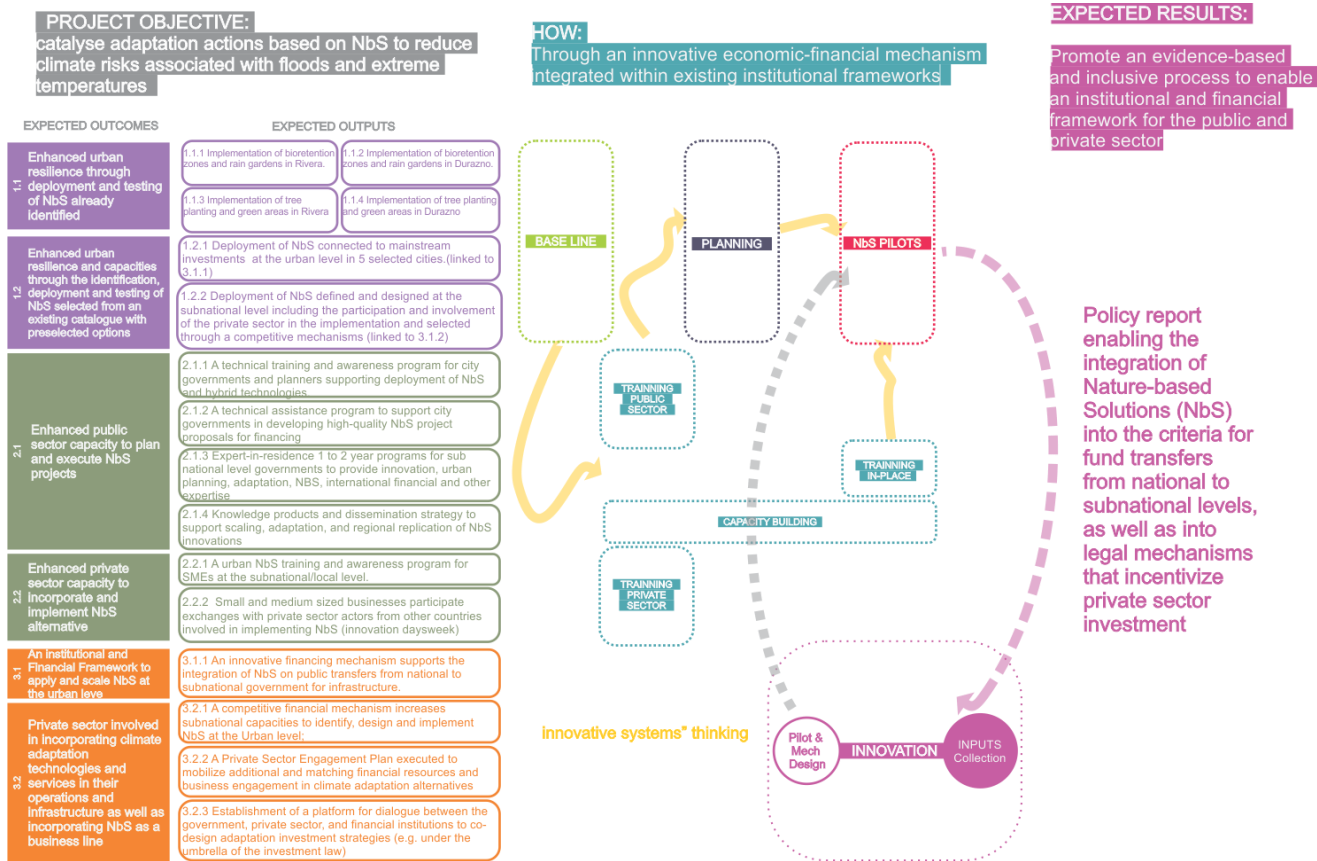 PROJECT OBJECTIVE:
catalyse adaptation actions based on NbS to reduce
climate risks associated with floods and extreme
temperatures
HOW:
Through an innovative economic-financial mechanism
integrated within existing institutional frameworks
EXPECTED RESULTS:
Promote an evidence-based
and inclusive process to enable
an institutional and financial
framework for the public and
private sector
EXPECTED OUTCOMES
EXPECTED OUTPUTS
1.1
Enhanced urban
resilience through
deployment and testing
of NbS already
identified
1.1.1 Implementation of bioretention
zones and rain gardens in Rivera.
1.1.2 Implementation of bioretention
zones and rain gardens in Durazno.
1.1.3 Implementation of tree
planting and green areas in Rivera
1.1.4 Implementation of tree planting
and green areas in Durazno
1.2
Enhanced urban
resilience and capacities
through the identification,
deployment and testing of
NbS selected from an
existing catalogue with
preselected options
1.2.1 Deployment of NbS connected to mainstream
investments at the urban level in 5 selected cities.(linked to
3.1.1)
1.2.2 Deployment of NbS defined and designed at the
subnational level including the participation and involvement
of the private sector in the implementation and selected
through a competitive mechanisms (linked to 3.1.2)
2.1
Enhanced public
sector capacity to plan
and execute NbS
projects
2.1.1 A technical training and awareness program for city
governments and planners supporting deployment of NbS
and hybrid technologies
2.1.2 A technical assistance program to support city
governments in developing high-quality NbS project
proposals for financing
2.1.3 Expert-in-residence 1 to 2 year programs for sub
national level governments to provide innovation, urban
planning, adaptation, NBS, international financial and other
expertise
2.1.4 Knowledge products and dissemination strategy to
support scaling, adaptation, and regional replication of NbS
innovations
2.2
Enhanced private
sector capacity to
incorporate and
implement NbS
alternative
2.2.1 A urban NbS training and awareness program for
SMEs at the subnational/local level.
2.2.2 Small and medium sized businesses participate
exchanges with private sector actors from other countries
involved in implementing NbS (innovation daysweek)
3.1
An Institutional and
Financial Framework to
apply and scale NbS at
the urban leve
3.1.1 An innovative financing mechanism supports the
integration of NbS on public transfers from national to
subnational government for infrastructure.
3.2
Private sector involved
in incorporating climate
adaptation
technologies and
services in their
operations and
infrastructure as well as
incorporating NbS as a
business line
3.2.1 A competitive financial mechanism increases
subnational capacities to identify, design and implement
NbS at the Urban level;
3.2.2 A Private Sector Engagement Plan executed to
mobilize additional and matching financial resources and
business engagement in climate adaptation alternatives
3.2.3 Establishment of a platform for dialogue between the
government, private sector, and financial institutions to co-
design adaptation investment strategies (e.g. under the
umbrella of the investment law)
BASE LINE
PLANNING
NbS PILOTS
TRAINNING
PUBLIC
SECTOR
TRAINNING
IN-PLACE
CAPACITY BUILDING
TRAINNING
PRIVATE
SECTOR
innovative systems" thinking
Pilot &
Mech
Design
INNOVATION
INPUTS
Collection
Policy report
enabling the
integration of
Nature-based
Solutions (NbS)
into the criteria for
fund transfers
from national to
subnational levels,
as well as into
legal mechanisms
that incentivize
private sector
investment